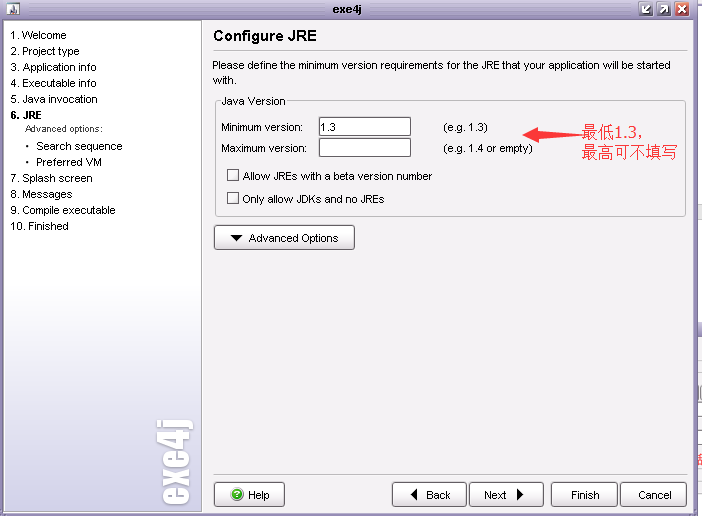 exe4j
1. Welcome
2. Project type
3. Application info
4. Executable info
5. Java invocation
6. JRE
Advanced options:
• Search sequence
• Preferred VM
7. Splash screen
8. Messages
9. Compile executable
10. Finished
exe4j
Configure JRE
Please define the minimum version requirements for the JRE that your application will be started
with.
Java Version
Minimum version: 1.3 (e.g. 1.3)
Maximum version: (e.g. 1.4 or empty)
Allow JREs with a beta version number
Only allow JDKs and no JREs
最低1.3，
最高可不填写
Advanced Options
Help Back Next Finish Cancel